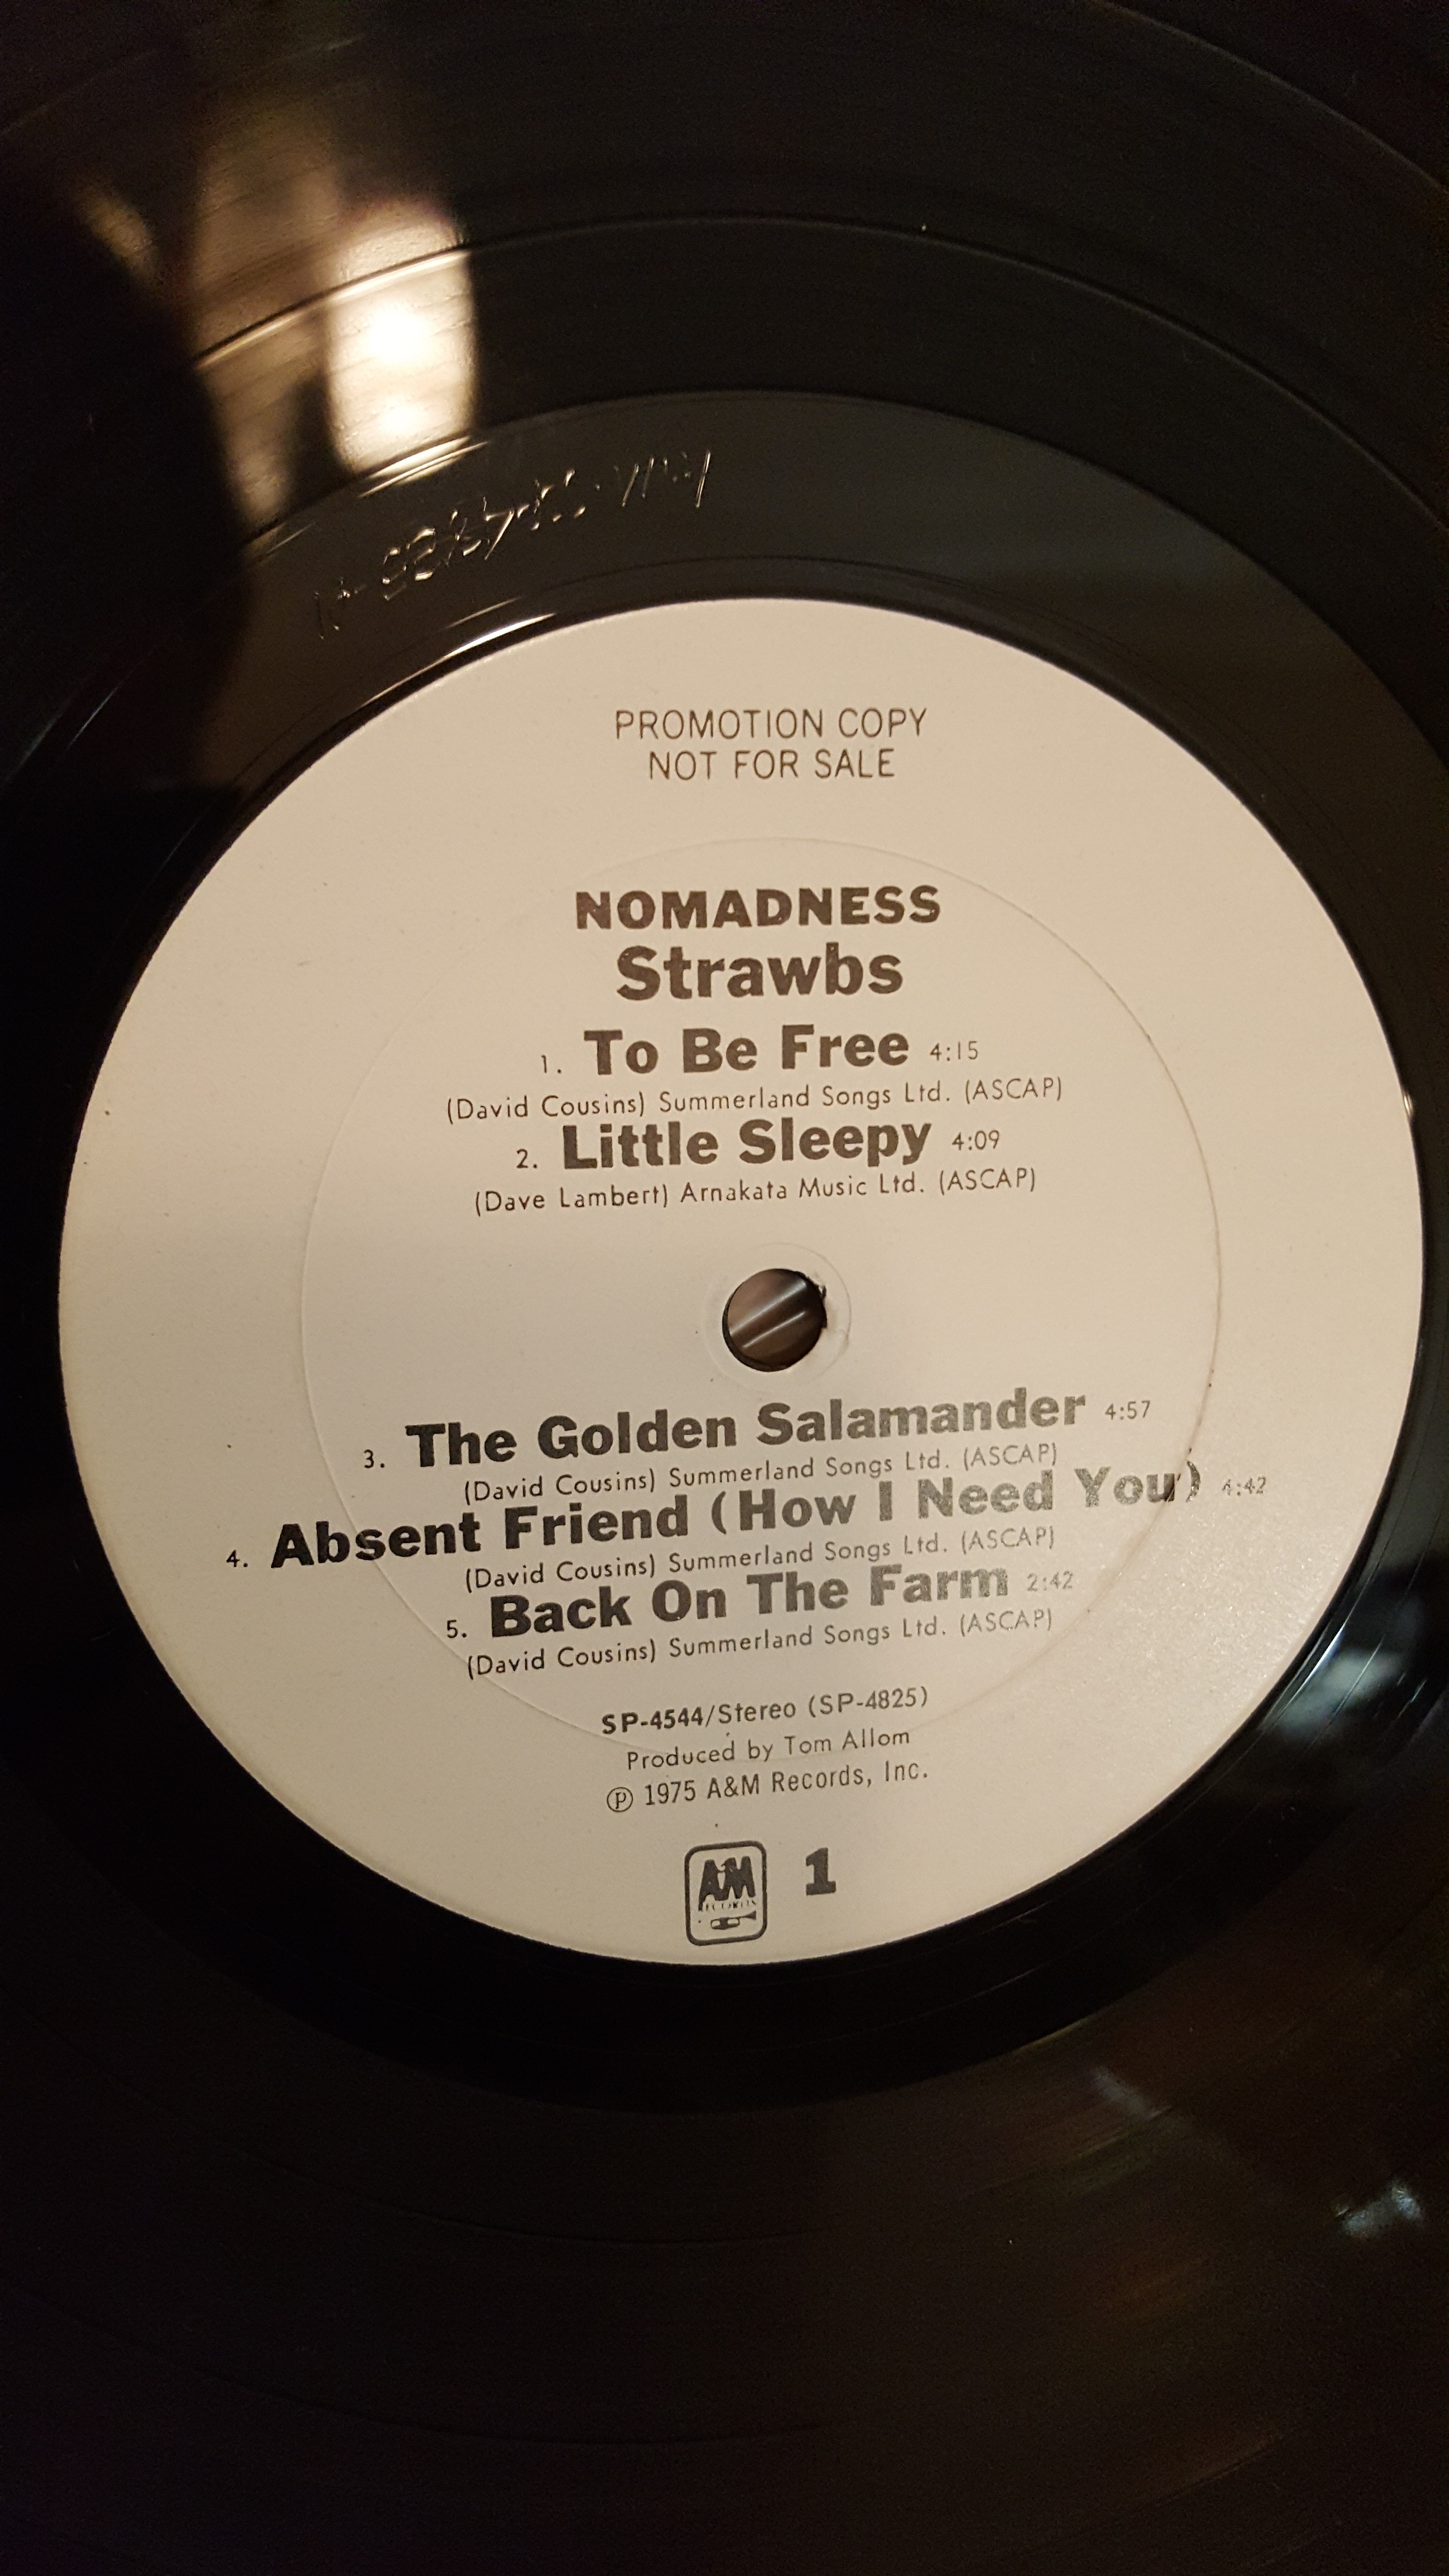 PROMOTION COPY
NOT FOR SALE
NOMADNESS
Strawbs
1. To Be Free 4:15
(David Cousins) Summerland Songs Ltd. (ASCAP)
2. Little Sleepy 4:09
(Dave Lambert) Arnakata Music Ltd. (ASCAP)
3. The Golden Salamander 4:57
(David Cousins) Summerland Songs Ltd. (ASCAP)
4. Absent Friend (How I Need You) 4:42
(David Cousins) Summerland Songs Ltd. (ASCAP)
5. Back On The Farm 2:42
(David Cousins) Summerland Songs Ltd. (ASCAP)
SP-4544/Stereo (SP-4825)
Produced by Tom Allom
℗ 1975 A&M Records, Inc.
A&M 1
RECORDS